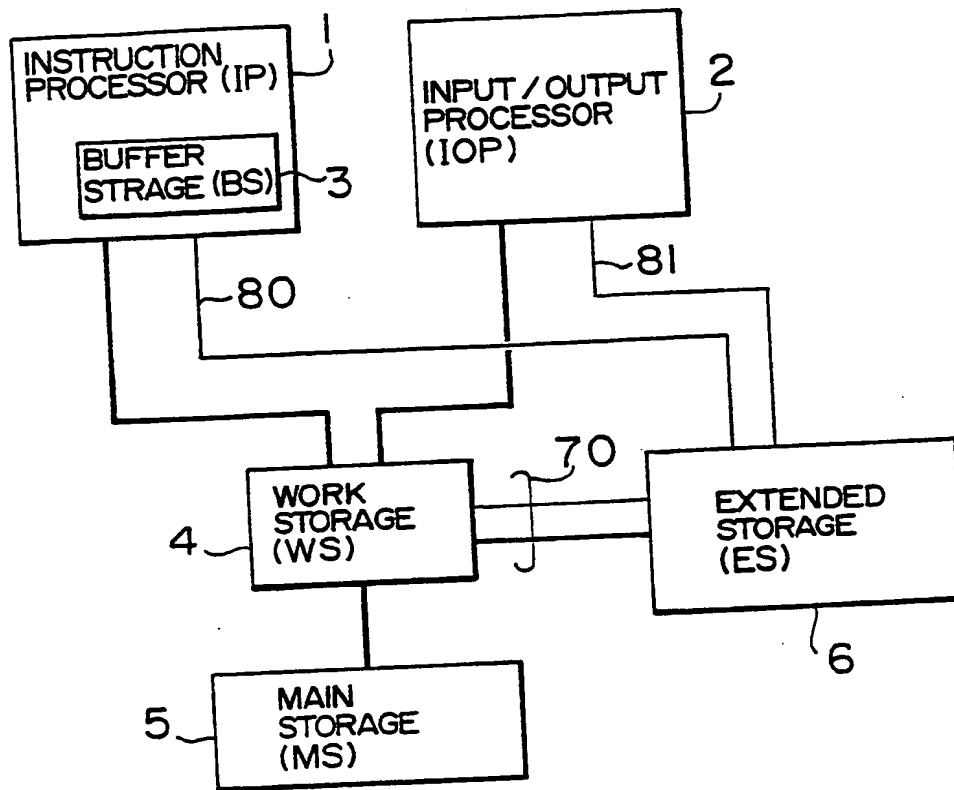 1
INSTRUCTION
PROCESSOR (IP)
BUFFER
STRAGE (BS)
3
INPUT / OUTPUT
PROCESSOR
(IOP)
2
80
81
70
WORK
STORAGE
(WS)
4
EXTENDED
STORAGE
(ES)
6
MAIN
STORAGE
(MS)
5